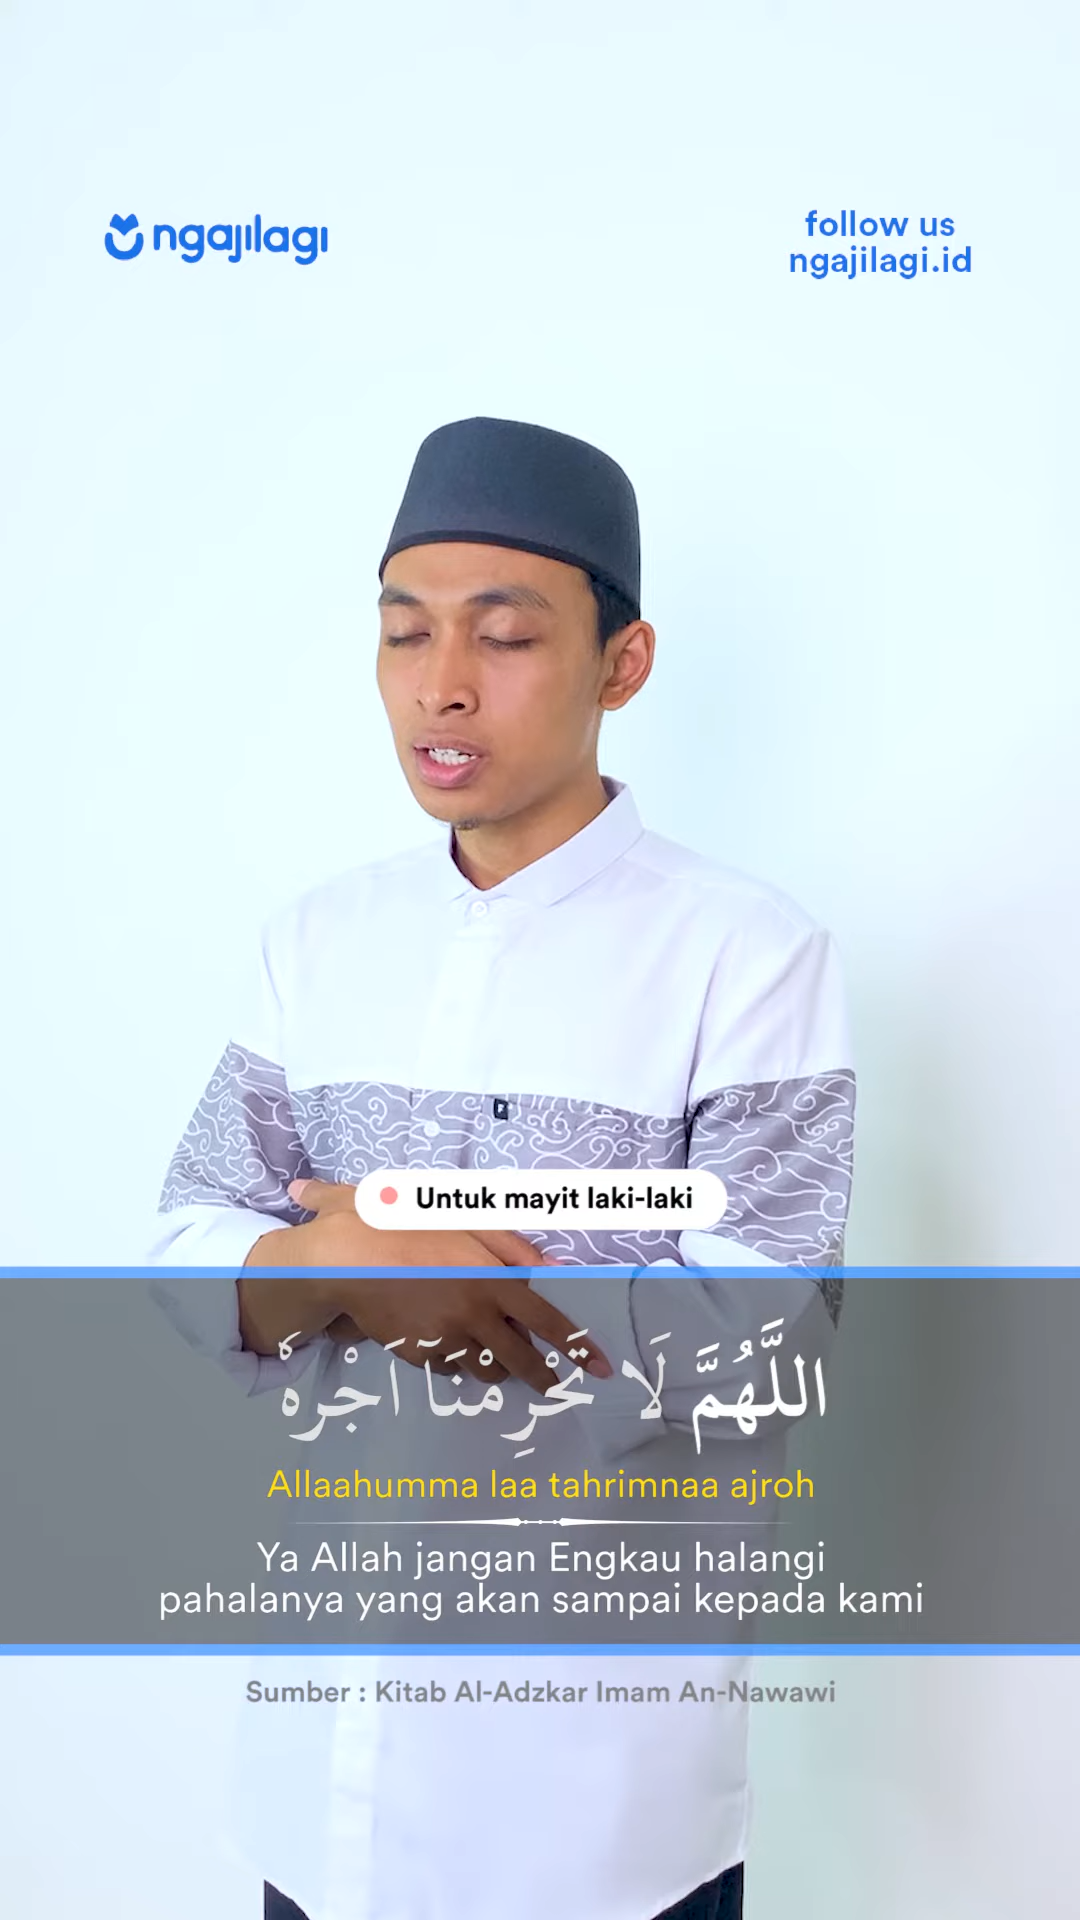 ngajilagi
follow us
ngajilagi.id
Untuk mayit laki-laki
اللَّهُمَّ لَا تَحْرِمْنَآ اَجْرَهٗ
Allaahumma laa tahrimnaa ajroh
Ya Allah jangan Engkau halangi
pahalanya yang akan sampai kepada kami
Sumber : Kitab Al-Adzkar Imam An-Nawawi